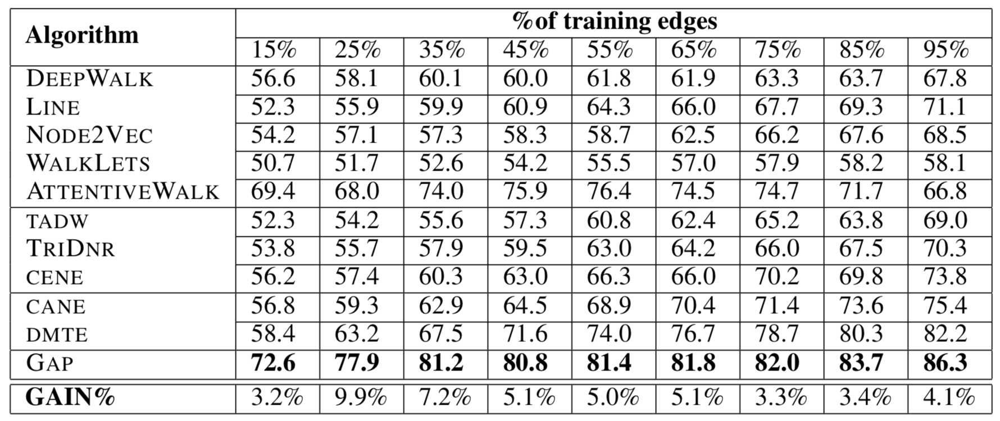 Algorithm % of training edges
15% 25% 35% 45% 55% 65% 75% 85% 95%
DEEPWALK 56.6 58.1 60.1 60.0 61.8 61.9 63.3 63.7 67.8
LINE 52.3 55.9 59.9 60.9 64.3 66.0 67.7 69.3 71.1
NODE2VEC 54.2 57.1 57.3 58.3 58.7 62.5 66.2 67.6 68.5
WALKLETS 50.7 51.7 52.6 54.2 55.5 57.0 57.9 58.2 58.1
ATTENTIVEWALK 69.4 68.0 74.0 75.9 76.4 74.5 74.7 71.7 66.8
TADW 52.3 54.2 55.6 57.3 60.8 62.4 65.2 63.8 69.0
TRIDNR 53.8 55.7 57.9 59.5 63.0 64.2 66.0 67.5 70.3
CENE 56.2 57.4 60.3 63.0 66.3 66.0 70.2 69.8 73.8
CANE 56.8 59.3 62.9 64.5 68.9 70.4 71.4 73.6 75.4
DMTE 58.4 63.2 67.5 71.6 74.0 76.7 78.7 80.3 82.2
GAP 72.6 77.9 81.2 80.8 81.4 81.8 82.0 83.7 86.3
GAIN% 3.2% 9.9% 7.2% 5.1% 5.0% 5.1% 3.3% 3.4% 4.1%